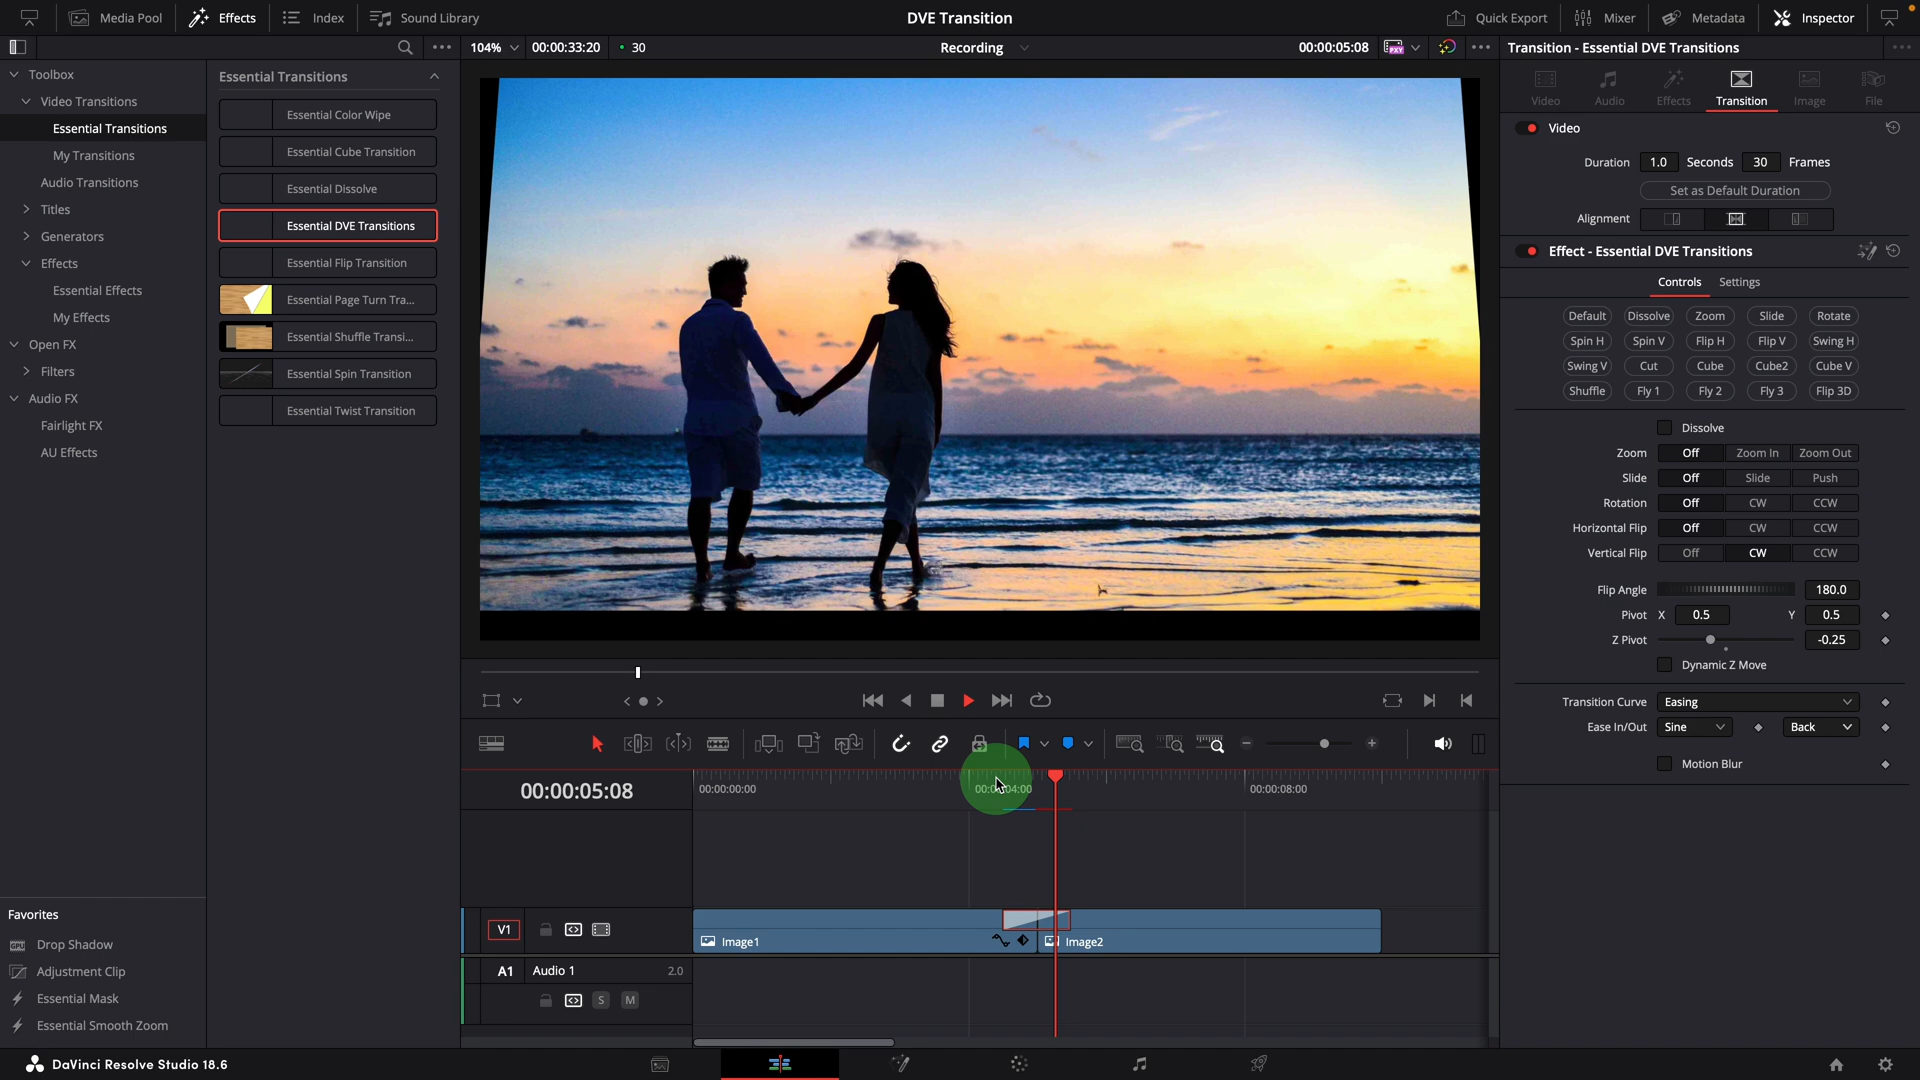 Media Pool Effects Index Sound Library DVE Transition Quick Export Mixer Metadata Inspector
104% 00:00:33:20 30 Recording 00:00:05:08 PXY Transition - Essential DVE Transitions
Toolbox
Video Transitions
Essential Transitions
My Transitions
Audio Transitions
Titles
Generators
Effects
Essential Effects
My Effects
Open FX
Filters
Audio FX
Fairlight FX
AU Effects
Essential Transitions
Essential Color Wipe
Essential Cube Transition
Essential Dissolve
Essential DVE Transitions
Essential Flip Transition
Essential Page Turn Tra...
Essential Shuffle Transi...
Essential Spin Transition
Essential Twist Transition
Video Audio Effects Transition Image File
Video
Duration 1.0 Seconds 30 Frames
Set as Default Duration
Alignment
Effect - Essential DVE Transitions
Controls Settings
Default Dissolve Zoom Slide Rotate
Spin H Spin V Flip H Flip V Swing H
Swing V Cut Cube Cube2 Cube V
Shuffle Fly 1 Fly 2 Fly 3 Flip 3D
Dissolve
Zoom Off Zoom In Zoom Out
Slide Off Slide Push
Rotation Off CW CCW
Horizontal Flip Off CW CCW
Vertical Flip Off CW CCW
Flip Angle 180.0
Pivot X 0.5 Y 0.5
Z Pivot -0.25
Dynamic Z Move
Transition Curve Easing
Ease In/Out Sine Back
Motion Blur
00:00:05:08 00:00:00:00 00:00:04:00 00:00:08:00
V1
Image1 Image2
A1 Audio 1 2.0
S M
Favorites
Drop Shadow
Adjustment Clip
Essential Mask
Essential Smooth Zoom
DaVinci Resolve Studio 18.6